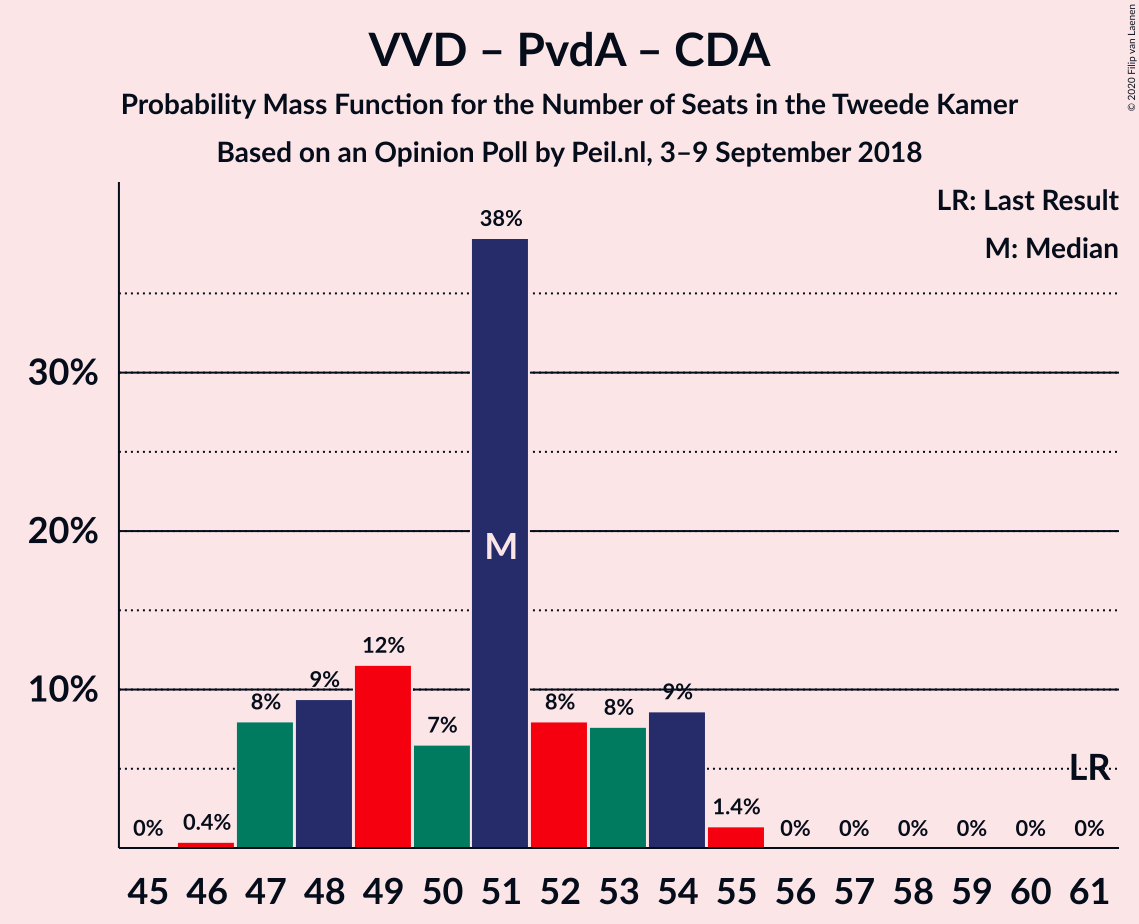 VVD – PvdA – CDA
Probability Mass Function for the Number of Seats in the Tweede Kamer
Based on an Opinion Poll by Peil.nl, 3–9 September 2018
© 2020 Filip van Laenen
LR: Last Result
M: Median
38%
30%
20%
M
12%
10%
9%
8%
7%
8%
8%
9%
LR
0%
0.4%
1.4%
0%
0%
0%
0%
0%
0%
45 46 47 48 49 50 51 52 53 54 55 56 57 58 59 60 61